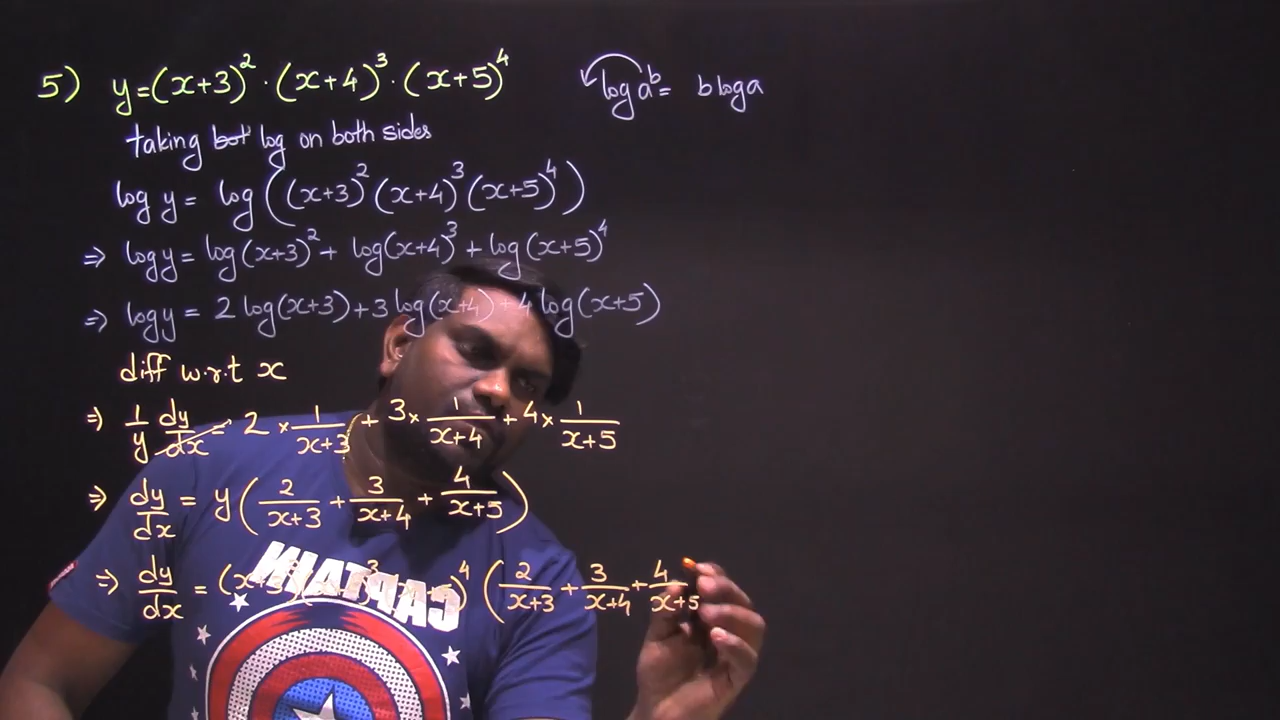 5) y=(x+3)² · (x+4)³ · (x+5)⁴
log aᵇ = b log a
taking bot log on both sides
log y = log((x+3)² (x+4)³ (x+5)⁴)
⇒ log y = log(x+3)² + log(x+4)³ + log(x+5)⁴
⇒ log y = 2 log(x+3) + 3 log(x+4) + 4 log(x+5)
diff w.r.t x
⇒ 1/y dy/dx = 2 × 1/(x+3) + 3 × 1/(x+4) + 4 × 1/(x+5)
⇒ dy/dx = y(2/(x+3) + 3/(x+4) + 4/(x+5))
⇒ dy/dx = (x+3) ³ )⁴ (2/(x+3) + 3/(x+4) + 4/(x+5)
CAPTAIN